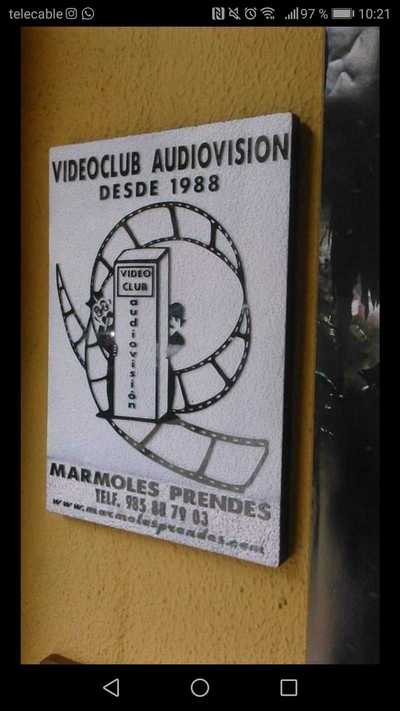 telecable 97 % 10:21
VIDEOCLUB AUDIOVISION
DESDE 1988
VIDEO
CLUB
audiovisión
MARMOLES PRENDES
TELF. 985 88 79 03
www.marmolesprendes.com